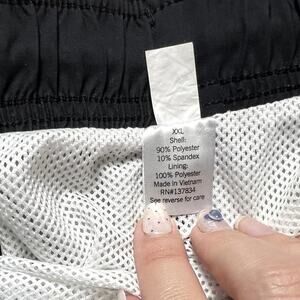 XXL
Shell:
90% Polyester
10% Spandex
Lining:
100% Polyester
Made in Vietnam
RN#137834
See reverse for care